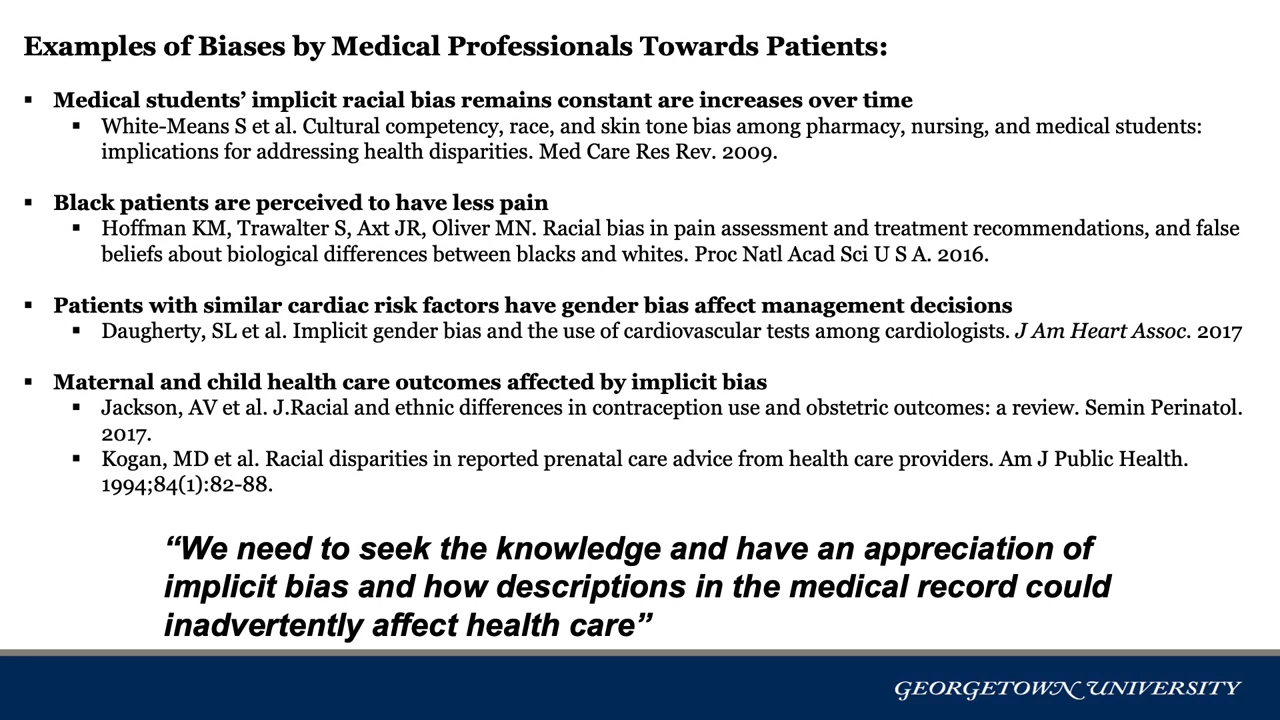 Examples of Biases by Medical Professionals Towards Patients:
▪ Medical students’ implicit racial bias remains constant are increases over time
▪ White-Means S et al. Cultural competency, race, and skin tone bias among pharmacy, nursing, and medical students:
implications for addressing health disparities. Med Care Res Rev. 2009.
▪ Black patients are perceived to have less pain
▪ Hoffman KM, Trawalter S, Axt JR, Oliver MN. Racial bias in pain assessment and treatment recommendations, and false
beliefs about biological differences between blacks and whites. Proc Natl Acad Sci U S A. 2016.
▪ Patients with similar cardiac risk factors have gender bias affect management decisions
▪ Daugherty, SL et al. Implicit gender bias and the use of cardiovascular tests among cardiologists. J Am Heart Assoc. 2017
▪ Maternal and child health care outcomes affected by implicit bias
▪ Jackson, AV et al. J.Racial and ethnic differences in contraception use and obstetric outcomes: a review. Semin Perinatol.
2017.
▪ Kogan, MD et al. Racial disparities in reported prenatal care advice from health care providers. Am J Public Health.
1994;84(1):82-88.
“We need to seek the knowledge and have an appreciation of
implicit bias and how descriptions in the medical record could
inadvertently affect health care”
GEORGETOWN UNIVERSITY